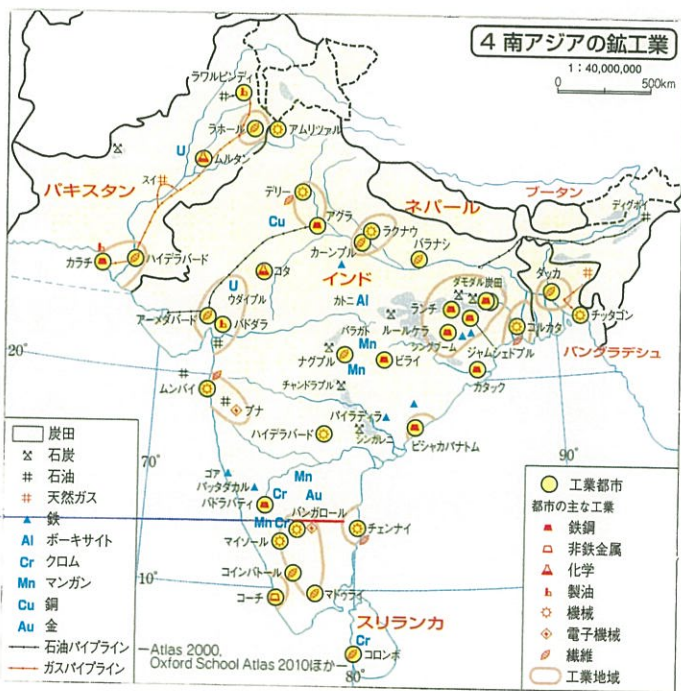 4 南アジアの鉱工業
1:40,000,000
0 500km
ラワルピンディ
ラホール
アムリツァル
U
ムルタン
スイ
パキスタン
デリー
ネパール
ブータン
ディグボイ
Cu
アグラ
ラクナウ
カラチ
ハイデラバード
カーンプル
バラナシ
コタ
インド
ダモダル炭田
ダッカ
U
ウダイプル
カトニ Al
ランチ
アーメダバード
バドダラ
バラガト
ルールケラ
コルカタ
チッタゴン
Mn
シングブーム
ジャムシェドプル
バングラデシュ
20°
ナグプル
Mn
ビライ
カタック
ムンバイ
チャンドラプル
プナ
バイラディラ
ハイデラバード
シンガレニ
ビシャカパトナム
70°
90°
ゴア
バッタダカル
Mn
Cr
Au
バドラバティ
バンガロール
Mn Cr
チェンナイ
マイソール
10°
コインバトール
コーチ
マドゥライ
スリランカ
Cr
コロンボ
80°
炭田
石炭
石油
天然ガス
鉄
Al ボーキサイト
Cr クロム
Mn マンガン
Cu 銅
Au 金
石油パイプライン
ガスパイプライン
—Atlas 2000,
Oxford School Atlas 2010ほか—
工業都市
都市の主な工業
鉄鋼
非鉄金属
化学
製油
機械
電子機械
繊維
工業地域